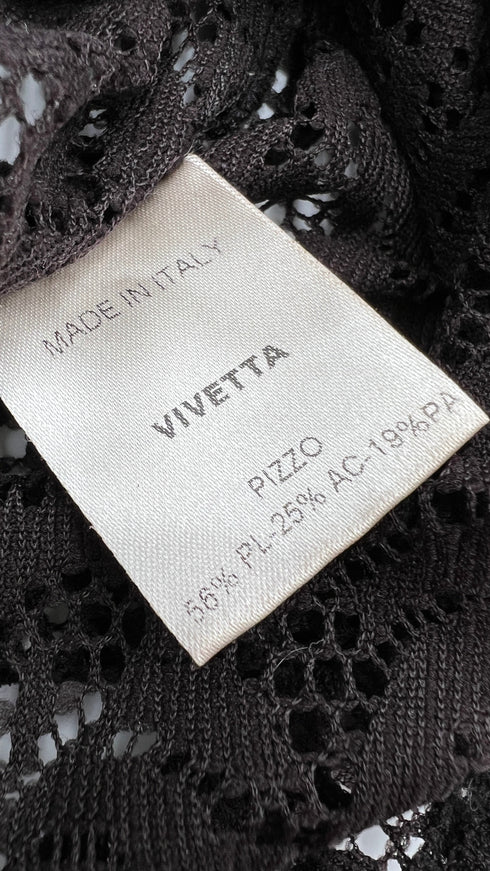 MADE IN ITALY
VIVETTA
PIZZO
56% PL-25% AC-19%PA